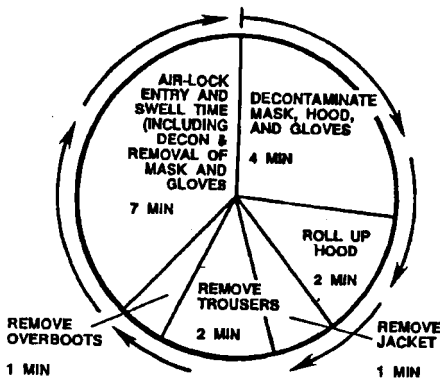 DECONTAMINATE
MASK, HOOD,
AND GLOVES
4 MIN
ROLL UP
HOOD
2 MIN
REMOVE
JACKET
1 MIN
REMOVE
TROUSERS
2 MIN
REMOVE
OVERBOOTS
1 MIN
AIR-LOCK
ENTRY AND
SWELL TIME
(INCLUDING
DECON &
REMOVAL OF
MASK AND
GLOVES
7 MIN